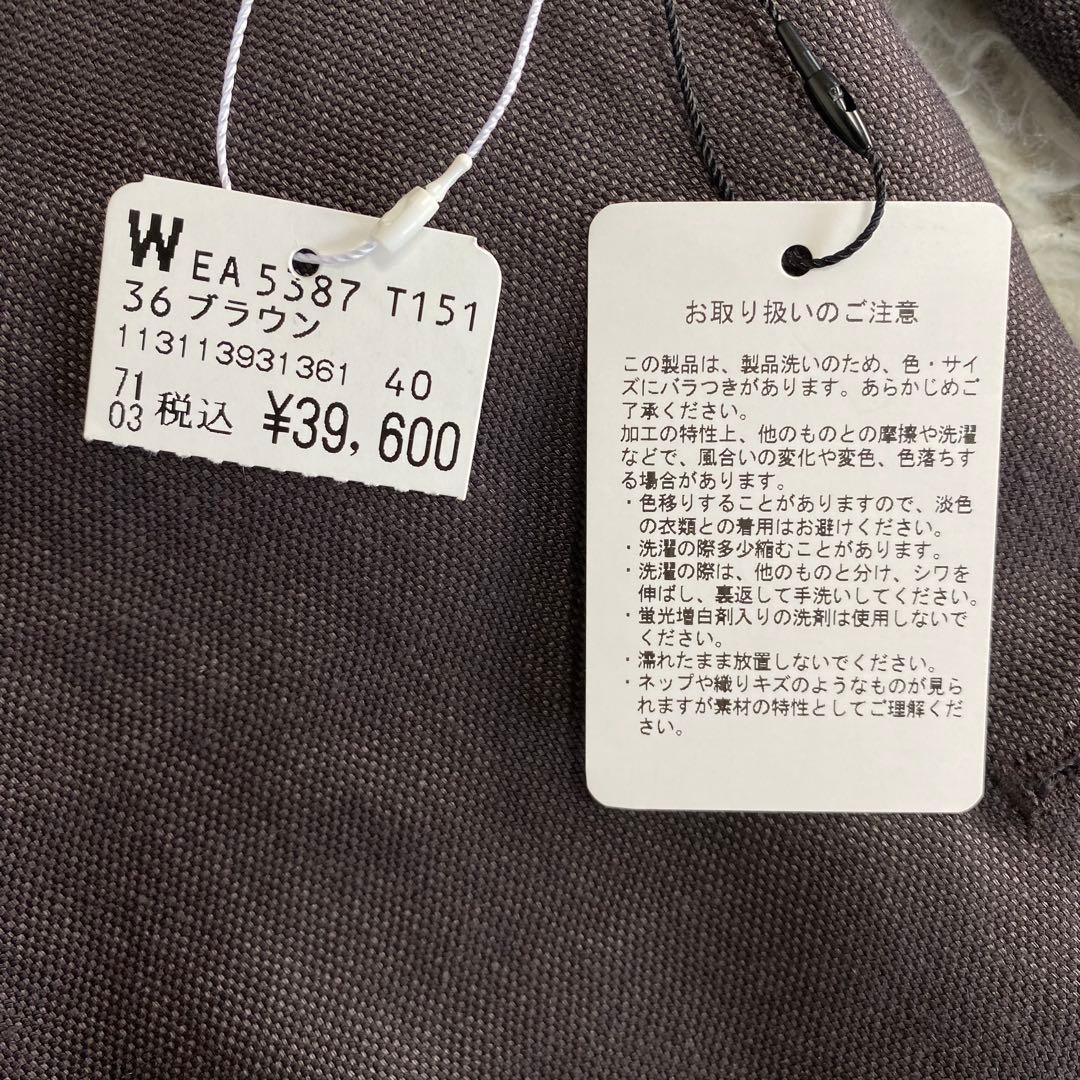 W EA 5387 T151
36 ブラウン
113113931361 40
71
03 税込 ¥39,600
お取り扱いのご注意
この製品は、製品洗いのため、色・サイ
ズにバラつきがあります。あらかじめご
了承ください。
加工の特性上、他のものとの摩擦や洗濯
などで、風合いの変化や変色、色落ちす
る場合があります。
・色移りすることがありますので、淡色
の衣類との着用はお避けください。
・洗濯の際多少縮むことがあります。
・洗濯の際は、他のものと分け、シワを
伸ばし、裏返して手洗いしてください。
・蛍光増白剤入りの洗剤は使用しないで
ください。
・濡れたまま放置しないでください。
・ネップや織りキズのようなものが見ら
れますが素材の特性としてご理解くだ
さい。